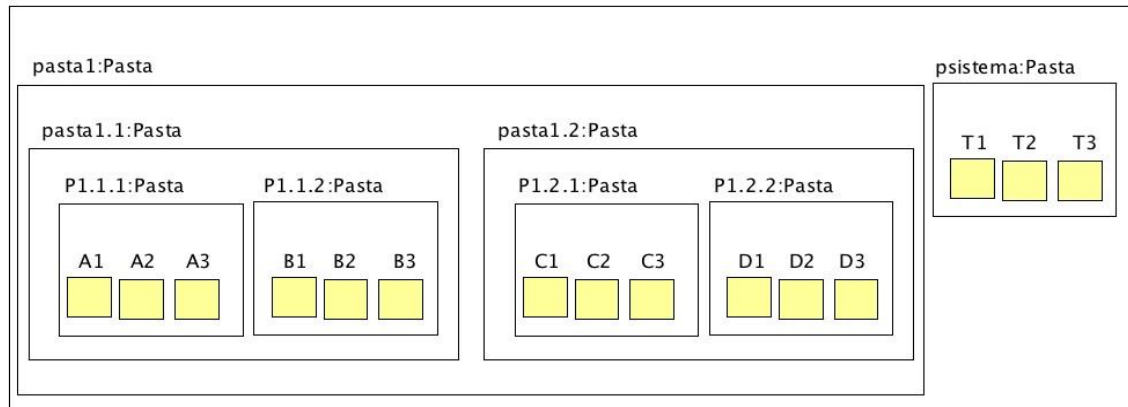 pasta1:Pasta
psistema:Pasta
pasta1.1:Pasta
pasta1.2:Pasta
T1 T2 T3
P1.1.1:Pasta
P1.1.2:Pasta
P1.2.1:Pasta
P1.2.2:Pasta
A1 A2 A3
B1 B2 B3
C1 C2 C3
D1 D2 D3